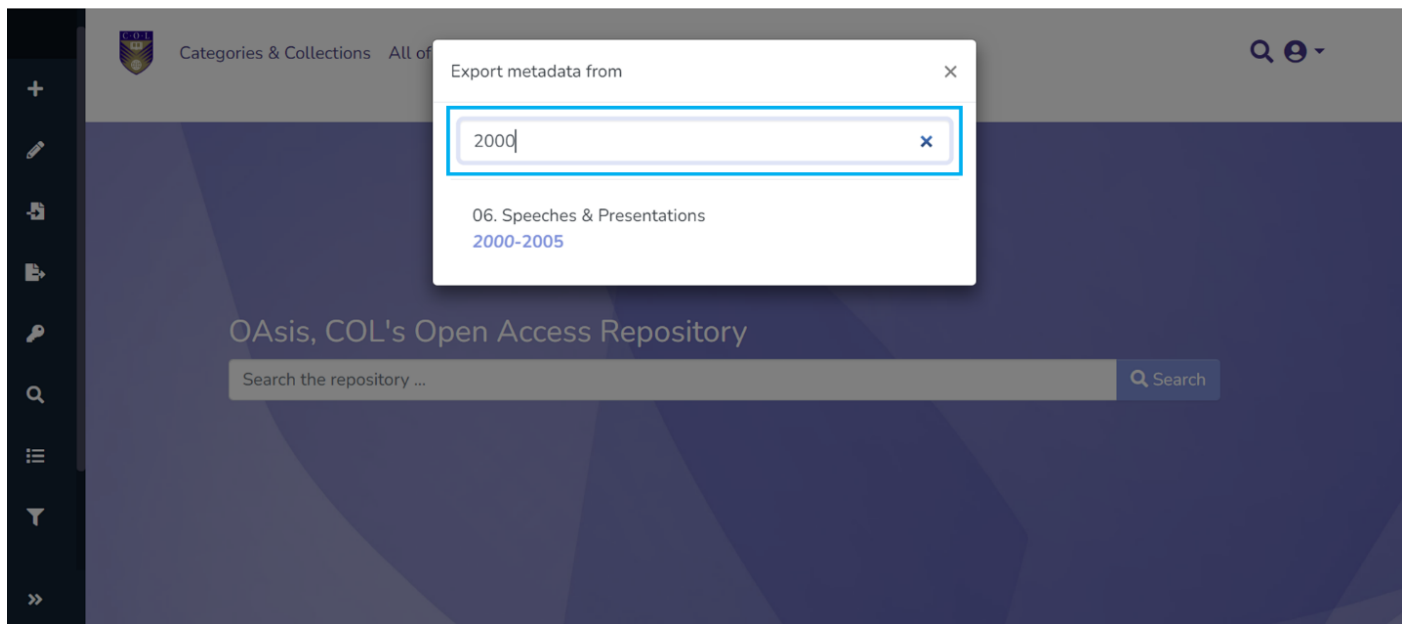 C-O-L
Categories & Collections All of
Export metadata from
2000
06. Speeches & Presentations
2000-2005
OAsis, COL's Open Access Repository
Search the repository ...
Search